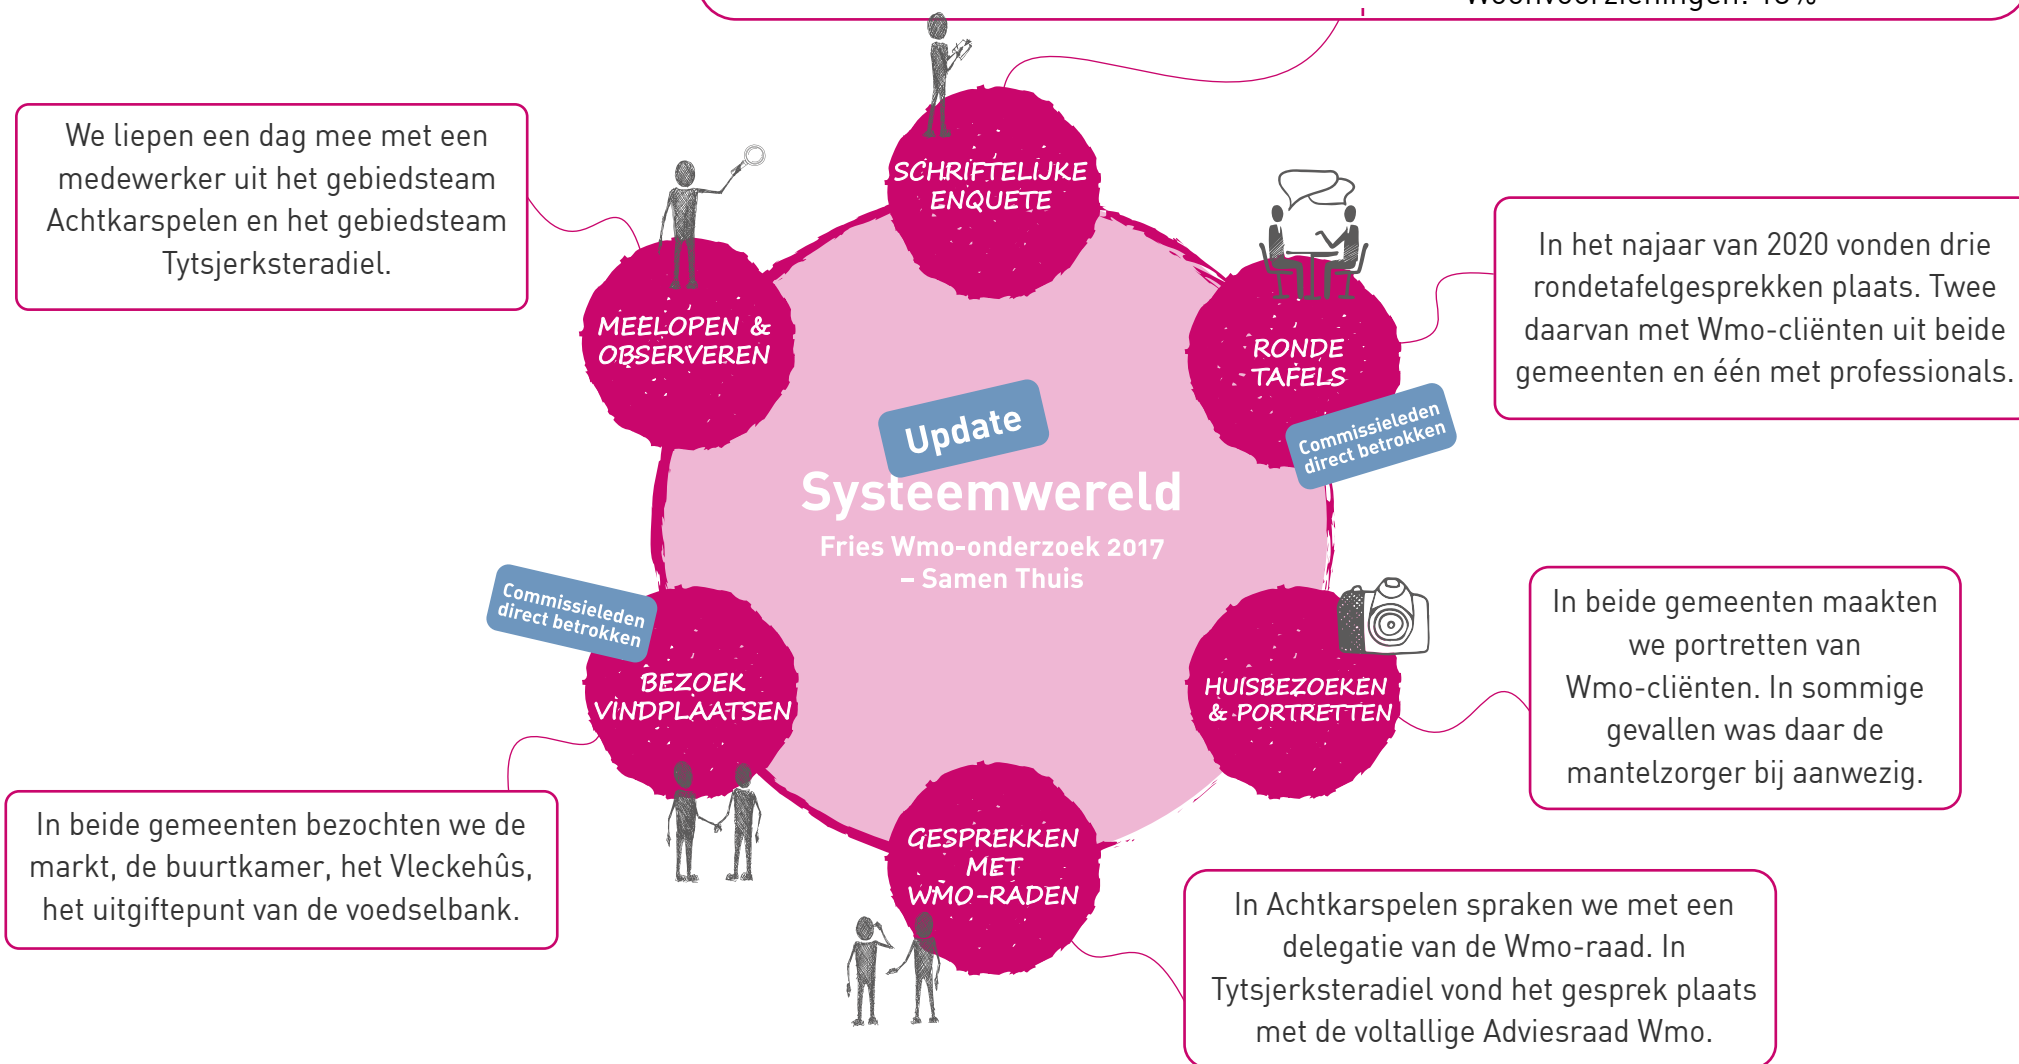 We liepen een dag mee met een
medewerker uit het gebiedsteam
Achtkarspelen en het gebiedsteam
Tytsjerksteradiel.
SCHRIFTELIJKE
ENQUETE
MEELOPEN &
OBSERVEREN
RONDE
TAFELS
Commissieleden
direct betrokken
In het najaar van 2020 vonden drie
rondetafelgesprekken plaats. Twee
daarvan met Wmo-cliënten uit beide
gemeenten en één met professionals.
Update
Systeemwereld
Fries Wmo-onderzoek 2017
– Samen Thuis
Commissieleden
direct betrokken
BEZOEK
VINDPLAATSEN
HUISBEZOEKEN
& PORTRETTEN
In beide gemeenten maakten
we portretten van
Wmo-cliënten. In sommige
gevallen was daar de
mantelzorger bij aanwezig.
In beide gemeenten bezochten we de
markt, de buurtkamer, het Vleckehûs,
het uitgiftepunt van de voedselbank.
GESPREKKEN
MET
WMO-RADEN
In Achtkarspelen spraken we met een
delegatie van de Wmo-raad. In
Tytsjerksteradiel vond het gesprek plaats
met de voltallige Adviesraad Wmo.